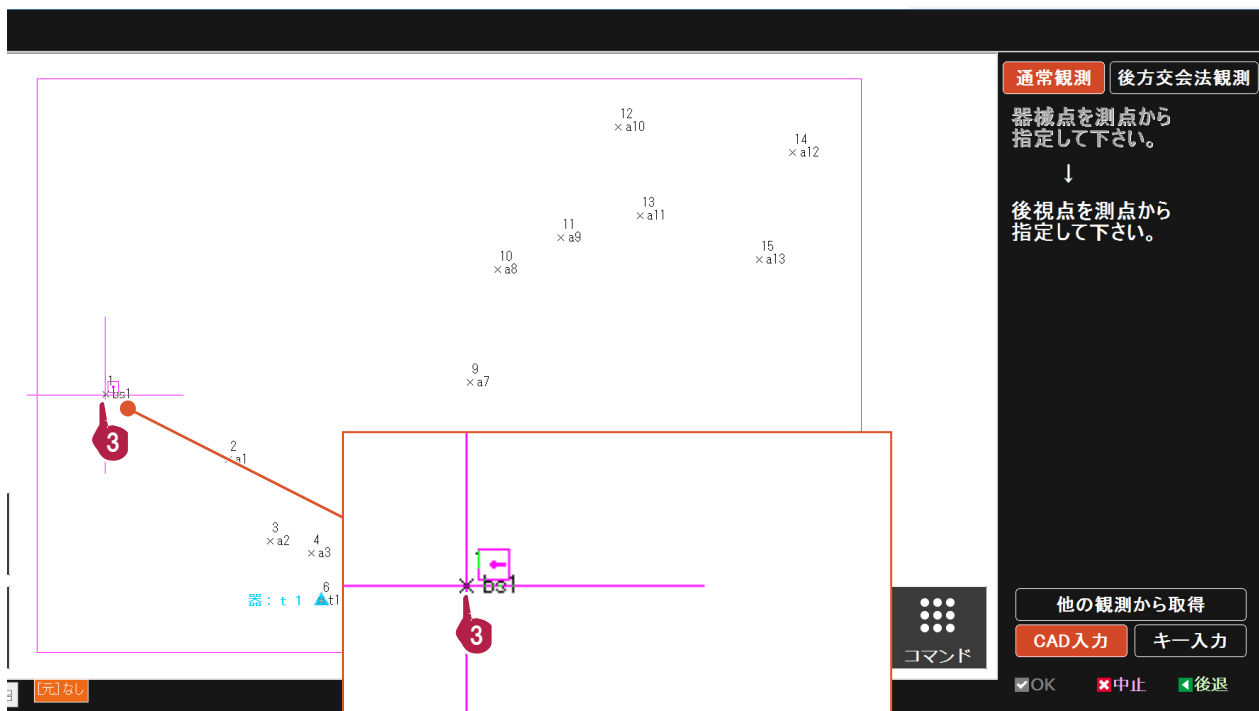 通常観測
後方交会法観測
器械点を測点から
指定して下さい。
↓
後視点を測点から
指定して下さい。
12
a10
14
a12
13
a11
11
a9
15
a13
10
a8
9
a7
1
bs1
3
2
a1
3
a2
4
a3
6
器：t1
t1
bs1
3
コマンド
他の観測から取得
CAD入力
キー入力
[元]なし
OK
中止
後退